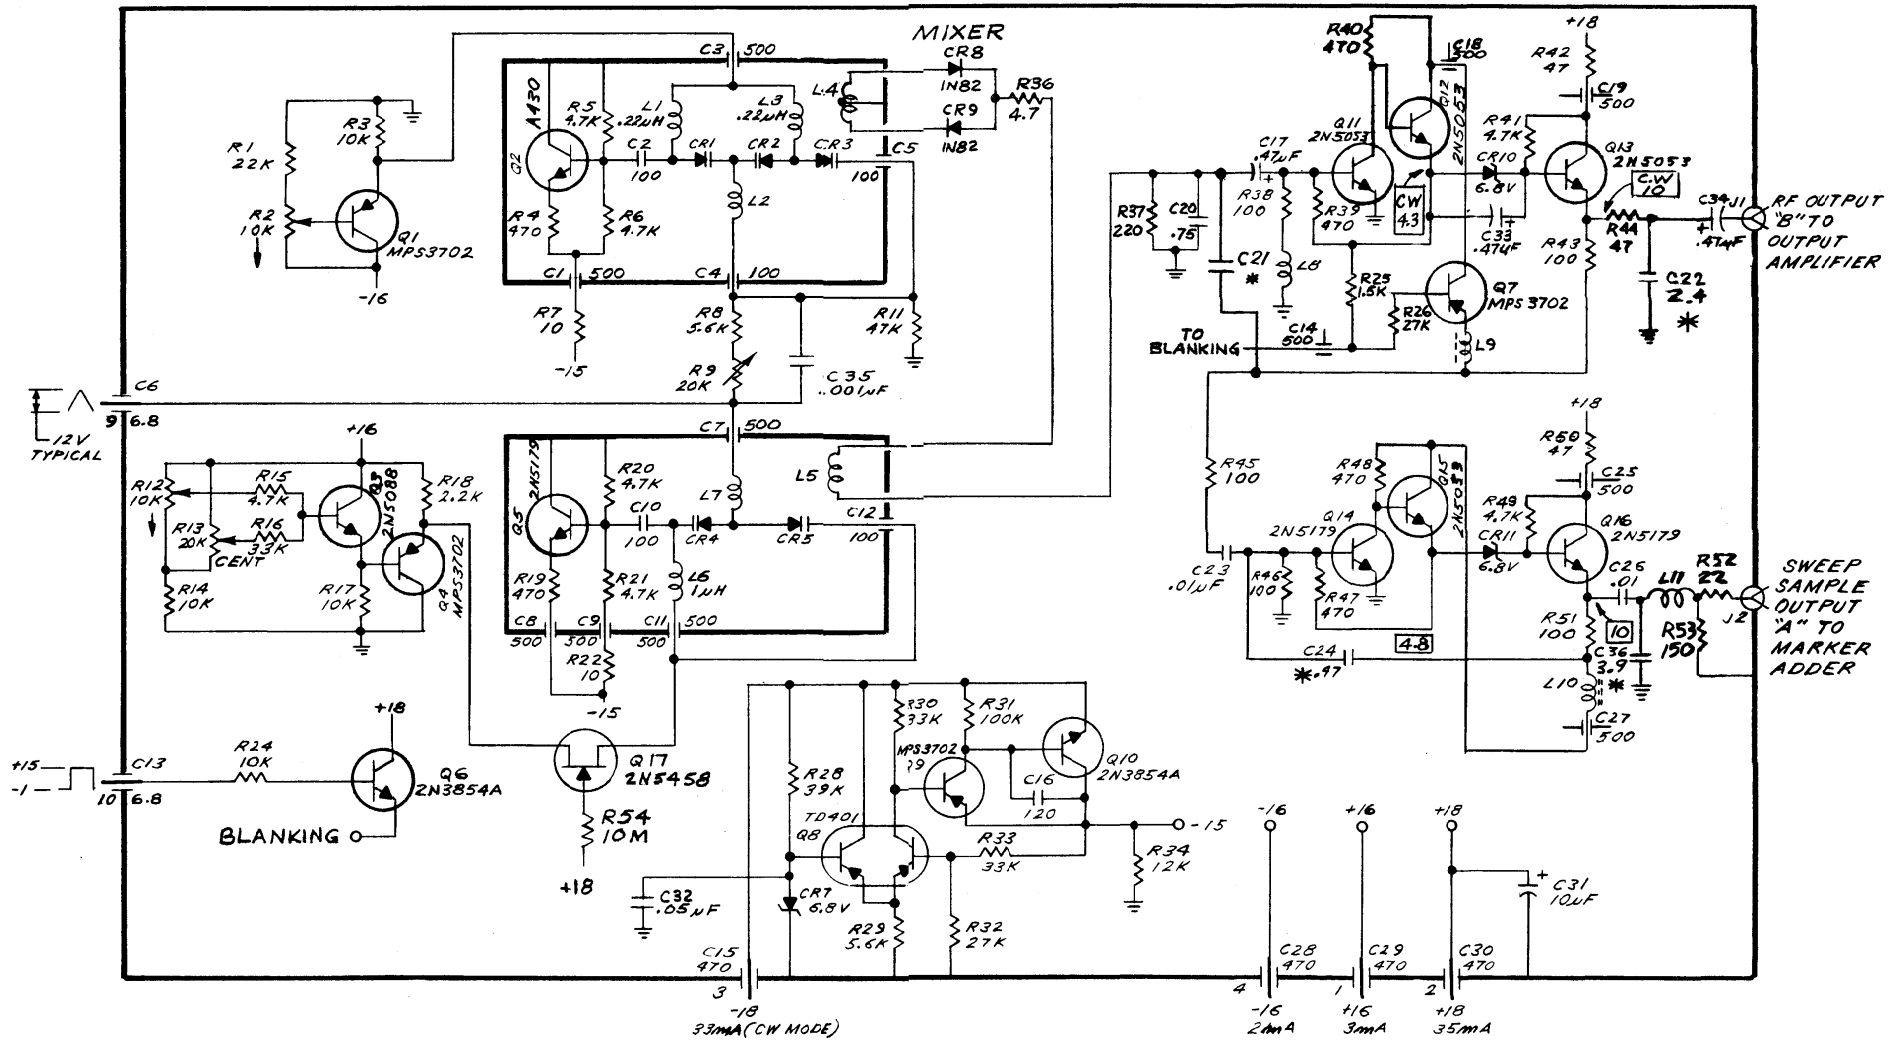 MIXER
C3 500
CR8
1N82
CR9
1N82
R36
4.7
A430
Q2
R5
4.7K
L1
.22µH
L3
.22µH
L4
C2
100
CR1
CR2
CR3
C5
100
R4
470
R6
4.7K
L2
C1 500
C4 100
R7
10
-15
R8
5.6K
R9
20K
C35
.001µF
R11
47K
R1
22K
R2
10K
R3
10K
Q1
MPS3702
-16
C6
9 6.8
12V
TYPICAL
+16
R12
10K
R13
20K
CENT
R14
10K
R15
4.7K
R16
33K
Q3
2N5088
R17
10K
R18
2.2K
Q4
MPS3702
C7 500
2N5179
Q5
R20
4.7K
C10
100
L7
CR4
CR5
L5
C12
100
R19
470
R21
4.7K
L6
1µH
C8
500
C9
500
C11
500
R22
10
-15
+15
-1
C13
10 6.8
R24
10K
+18
Q6
2N3854A
BLANKING
Q17
2N5458
R54
10M
+18
R28
39K
R30
33K
R31
100K
MPS3702
Q10
2N3854A
C16
120
TD401
Q8
R33
33K
R34
12K
-15
C32
.05µF
CR7
6.8V
R29
5.6K
R32
27K
C15
470
3
-18
33mA (CW MODE)
R40
470
C18
500
Q12
2N5053
Q11
2N5053
+18
R42
47
C19
500
R41
4.7K
CR10
6.8V
Q13
2N5053
C.W
10
C17
.47µF
R37
220
C20
.75
C21
*
R38
100
L8
R39
470
CW
4.3
C33
.47µF
R43
100
R44
47
C34
.47µF
J1
RF OUTPUT
"B" TO
OUTPUT
AMPLIFIER
C22
2.4
*
R25
1.5K
R26
27K
Q7
MPS3702
L9
C14
500
TO
BLANKING
R45
100
C23
.01µF
R46
100
R47
470
R48
470
Q14
2N5179
Q15
2N5053
4.8
+18
R50
47
C25
500
R49
4.7K
CR11
6.8V
Q16
2N5179
C26
.01
L11
R52
22
J2
R53
150
R51
100
10
C36
3.9
*
C24
*.47
L10
C27
500
SWEEP
SAMPLE
OUTPUT
"A" TO
MARKER
ADDER
-16
+16
+18
C31
10µF
C28
470
C29
470
C30
470
4
1
2
-16
2mA
+16
3mA
+18
35mA